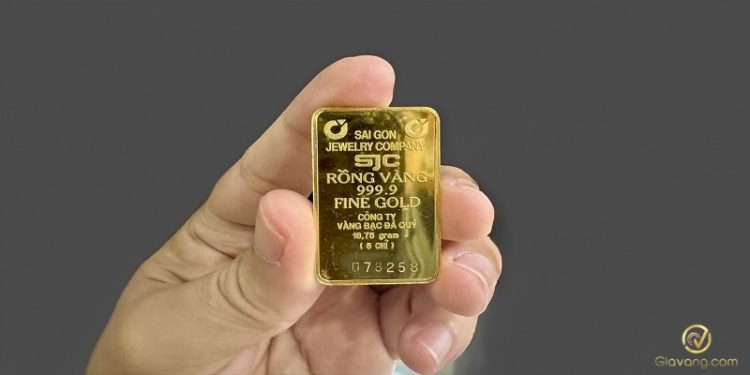 SAI GON
JEWELRY COMPANY
SJC
RỒNG VÀNG
999.9
FINE GOLD
CÔNG TY
VÀNG BẠC ĐÁ QUÝ
18,75 gram
( 5 CHỈ )
078258
Giavang.com